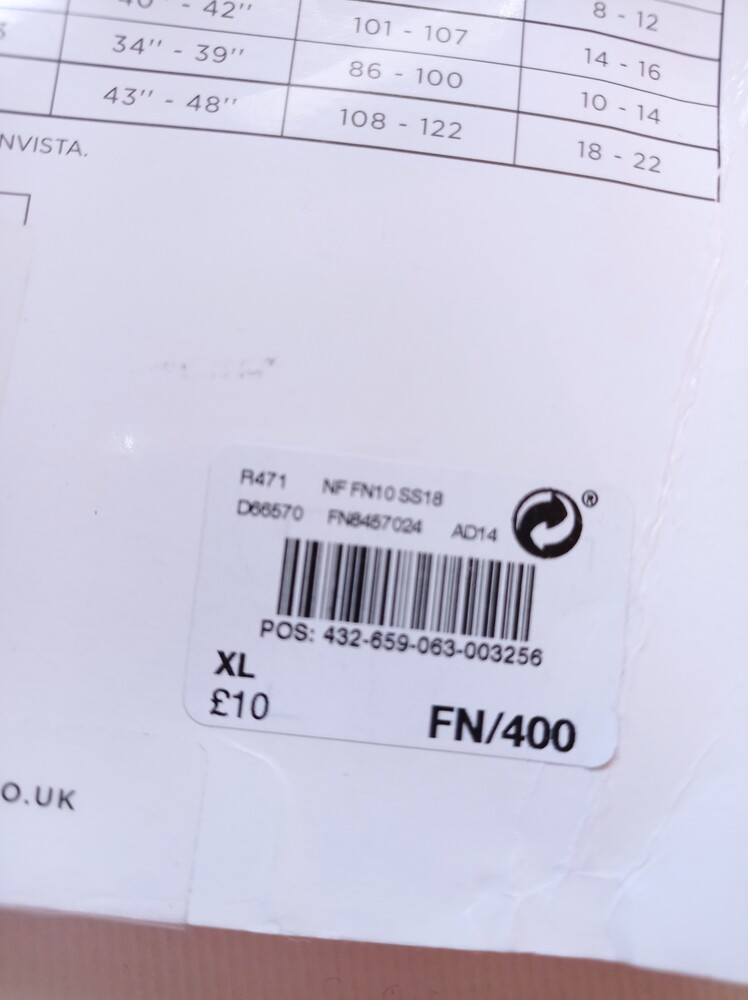 - 42"
8 - 12
101 - 107
34" - 39"
14 - 16
86 - 100
43" - 48"
10 - 14
108 - 122
18 - 22
NVISTA.
R471 NF FN10 SS18
D66570 FN8457024 AD14
®
POS: 432-659-063-003256
XL
£10
FN/400
O.UK